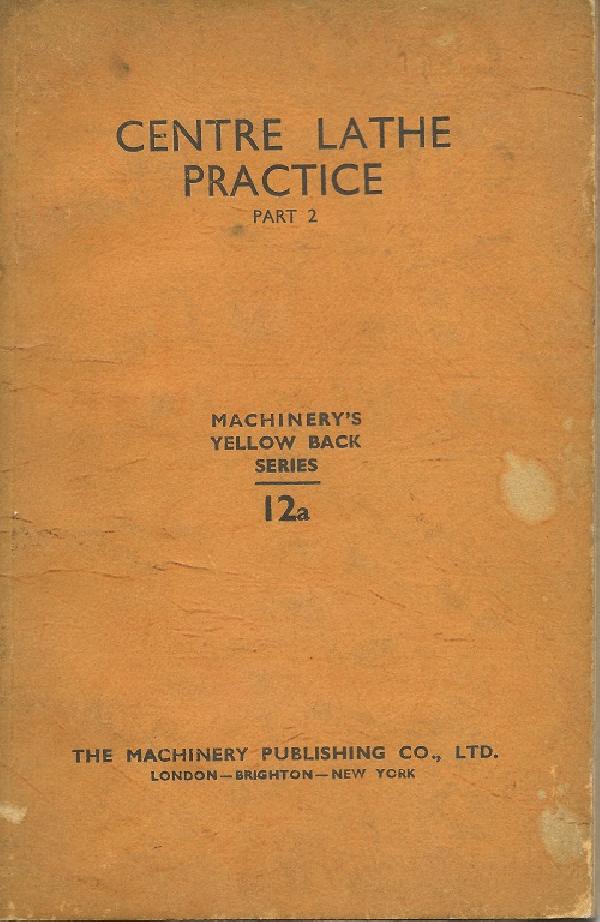 CENTRE LATHE
PRACTICE
PART 2
MACHINERY'S
YELLOW BACK
SERIES
12a
THE MACHINERY PUBLISHING CO., LTD.
LONDON—BRIGHTON—NEW YORK